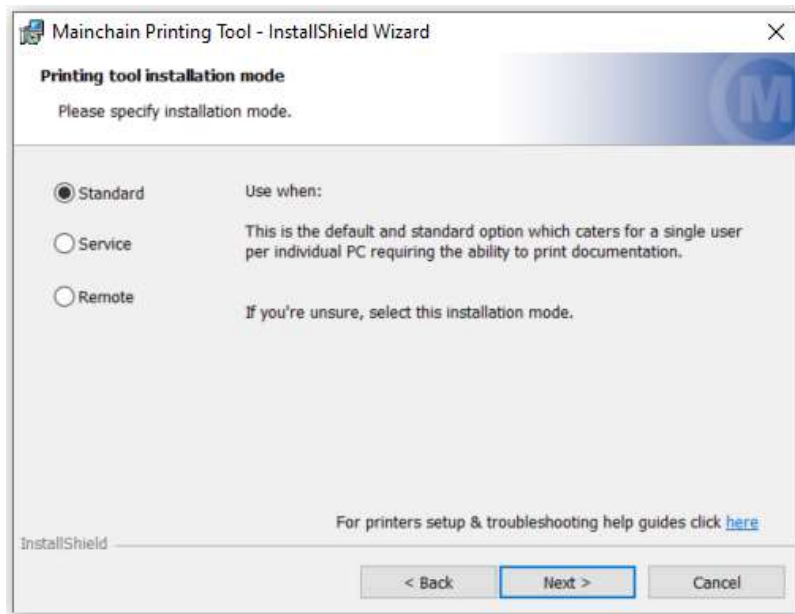 Mainchain Printing Tool - InstallShield Wizard
Printing tool installation mode
Please specify installation mode.
M
Standard
Use when:
Service
This is the default and standard option which caters for a single user
per individual PC requiring the ability to print documentation.
Remote
If you're unsure, select this installation mode.
For printers setup & troubleshooting help guides click here
InstallShield
< Back
Next >
Cancel